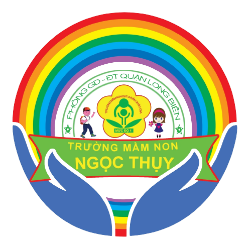 PHÒNG GD-ĐT QUẬN LONG BIÊN
TRƯỜNG MẦM NON
NGỌC THỤY